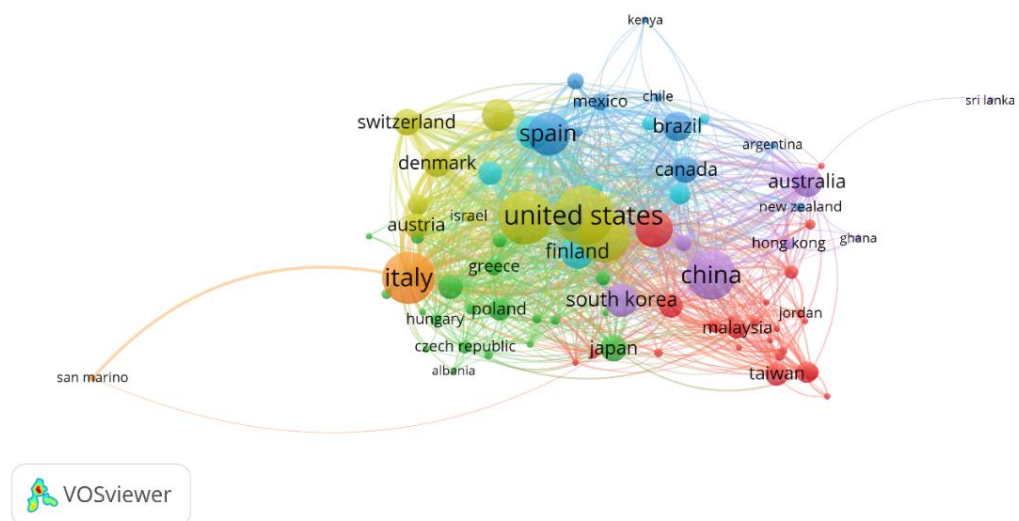 kenya
sri lanka
mexico
chile
switzerland
spain
brazil
argentina
denmark
canada
australia
new zealand
israel
united states
austria
hong kong
ghana
finland
greece
italy
china
south korea
poland
hungary
jordan
malaysia
czech republic
japan
albania
taiwan
san marino
VOSviewer